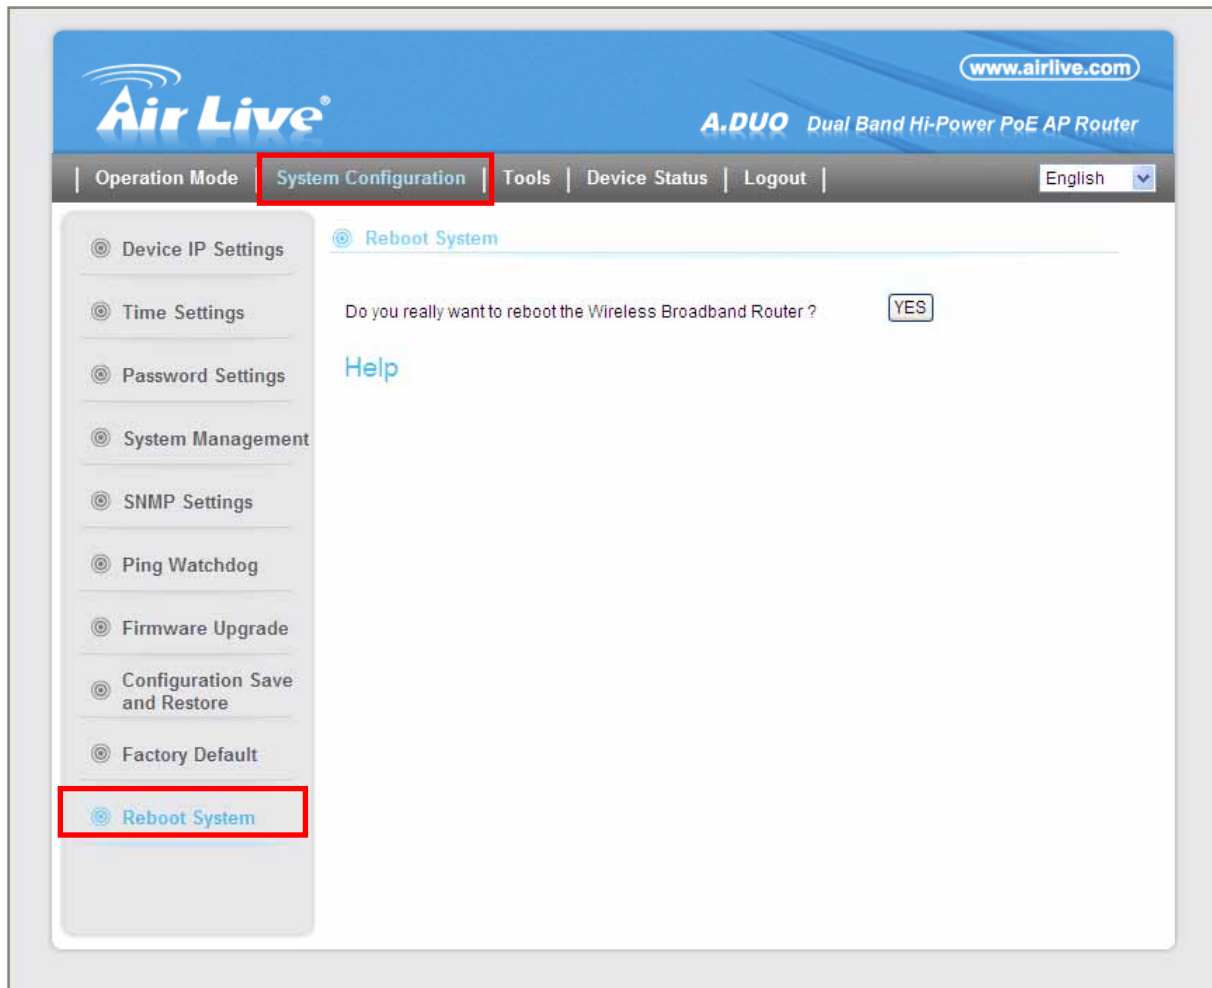 www.airlive.com
Air Live®
A.DUO Dual Band Hi-Power PoE AP Router
| Operation Mode | System Configuration | Tools | Device Status | Logout | English
Device IP Settings
Time Settings
Password Settings
System Management
SNMP Settings
Ping Watchdog
Firmware Upgrade
Configuration Save
and Restore
Factory Default
Reboot System
Reboot System
Do you really want to reboot the Wireless Broadband Router ? YES
Help